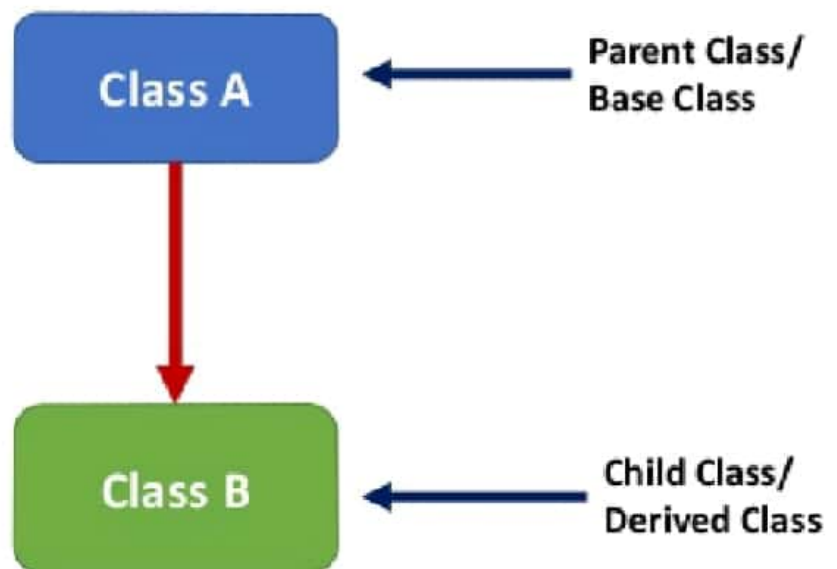 Class A
Parent Class/
Base Class
Class B
Child Class/
Derived Class